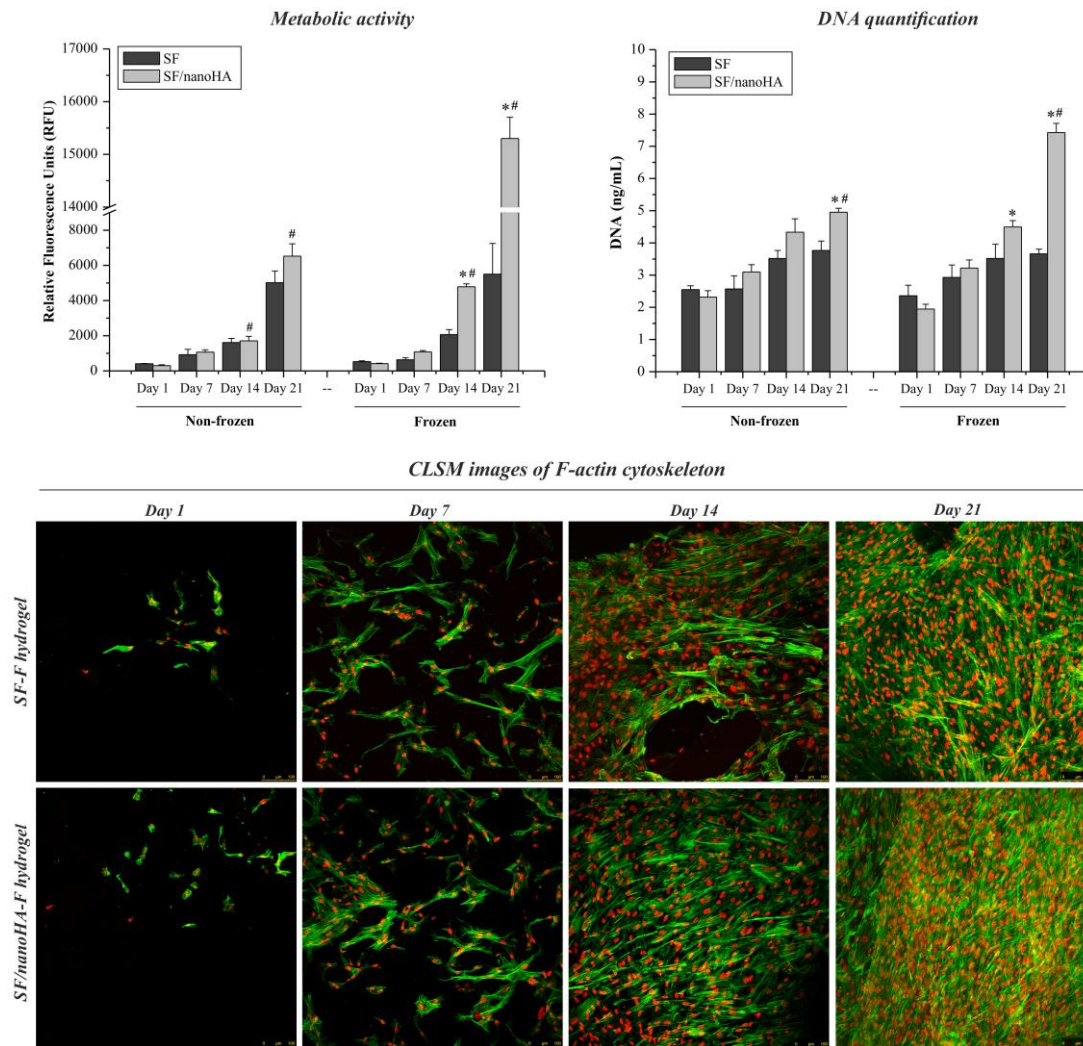 Metabolic activity
17000
16000
15000
14000
8000
6000
4000
2000
0
Relative Fluorescence Units (RFU)
SF
SF/nanoHA
#
#
*#
*#
Day 1 Day 7 Day 14 Day 21 -- Day 1 Day 7 Day 14 Day 21
Non-frozen Frozen
DNA quantification
10
9
8
7
6
5
4
3
2
1
0
DNA (ng/mL)
SF
SF/nanoHA
*#
*
*#
Day 1 Day 7 Day 14 Day 21 -- Day 1 Day 7 Day 14 Day 21
Non-frozen Frozen
CLSM images of F-actin cytoskeleton
Day 1 Day 7 Day 14 Day 21
SF-F hydrogel
SF/nanoHA-F hydrogel